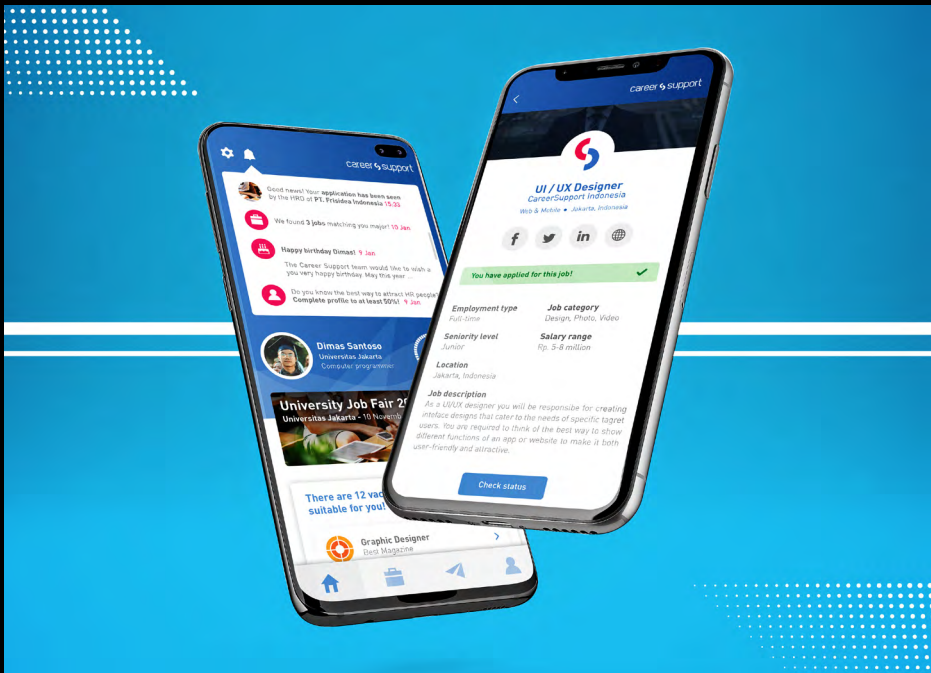 career support
Good news! Your application has been seen
by the HRD of PT. Prisidea Indonesia 15:33
We found 3 jobs matching you major! 10 Jan
Happy birthday Dimas! 9 Jan
The Career Support team would like to wish a
you very happy birthday. May this year ...
Do you know the best way to attract HR people?
Complete profile to at least 50%! 9 Jan
Dimas Santoso
Universitas Jakarta
Computer programmer
University Job Fair
Universitas Jakarta - 10
There are 12
suitable for you!
Graphic Designer
Best Magazine
career support
UI / UX Designer
CareerSupport Indonesia
Web & Mobile • Jakarta, Indonesia
f in
You have applied for this job!
Employment type
Full-time
Job category
Design, Photo, Video
Seniority level
Junior
Salary range
Rp. 5-8 million
Location
Jakarta, Indonesia
Job description
As a UI/UX designer you will be responsibe for creating
inteface designs that cater to the needs of specific tagret
users. You are required to think of the best way to show
different functions of an app or website to make it both
user-friendly and attractive.
Check status